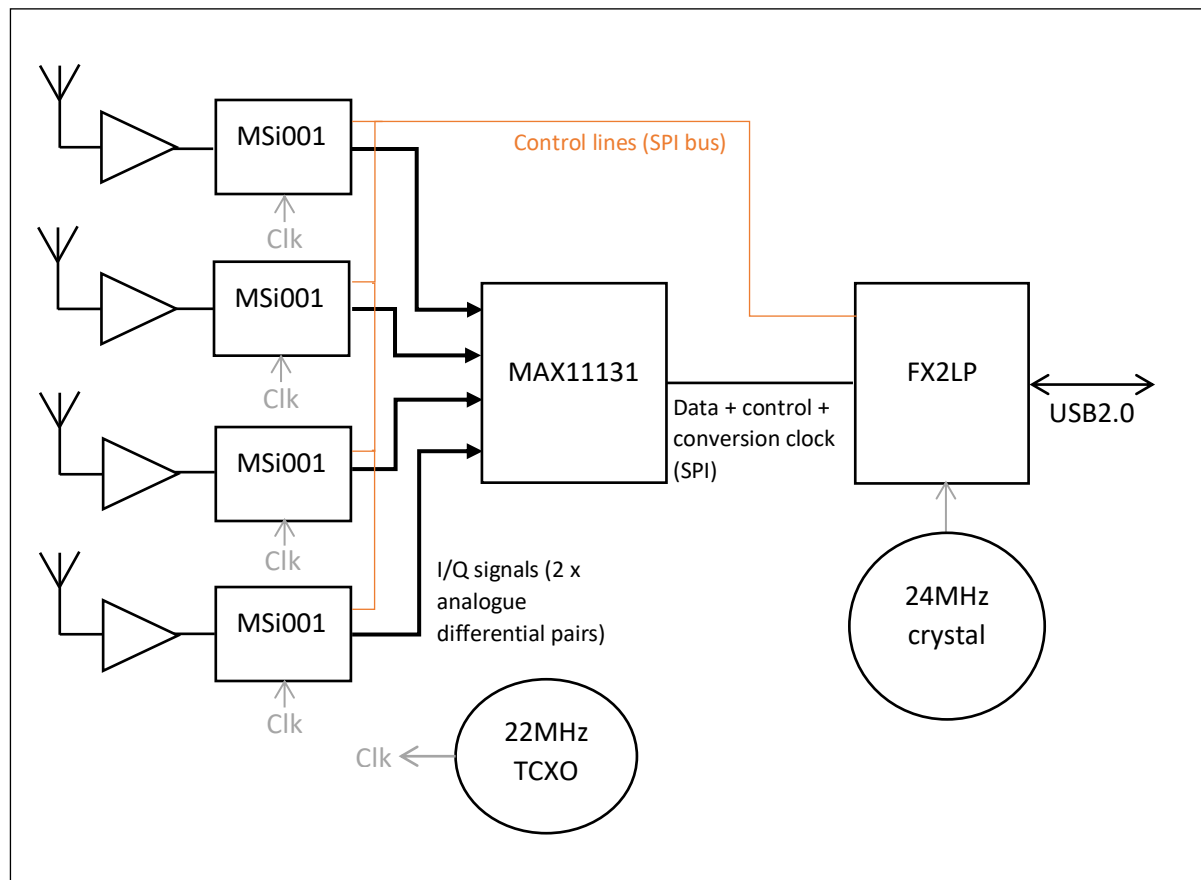 MSi001
Control lines (SPI bus)
Clk
MSi001
Clk
MAX11131
FX2LP
USB2.0
Data + control +
conversion clock
(SPI)
MSi001
Clk
I/Q signals (2 x
analogue
differential pairs)
MSi001
24MHz
crystal
Clk
Clk
22MHz
TCXO